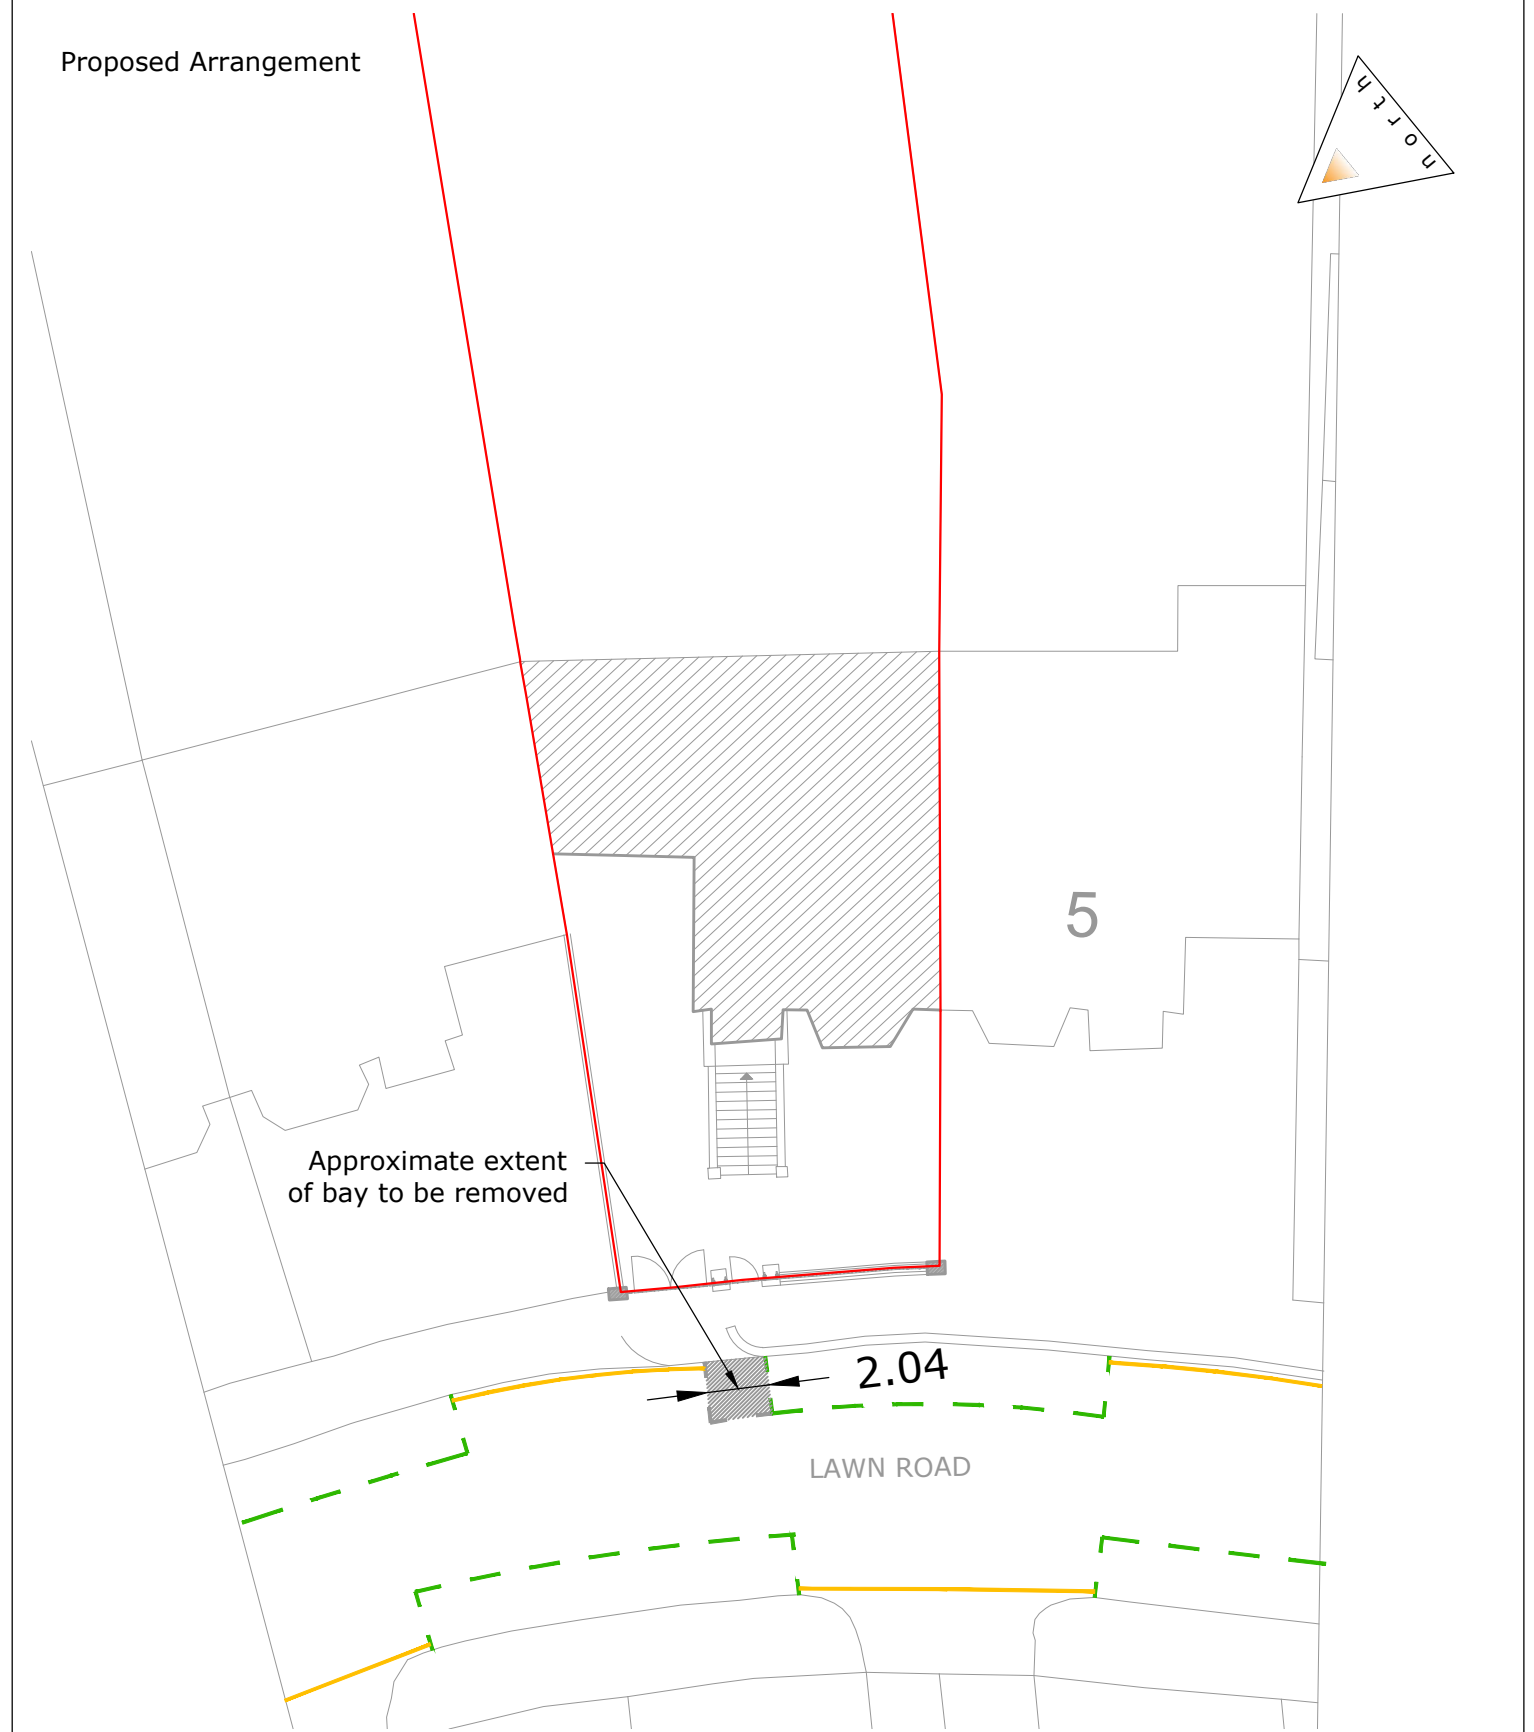 Proposed Arrangement
north
5
Approximate extent
of bay to be removed
2.04
LAWN ROAD